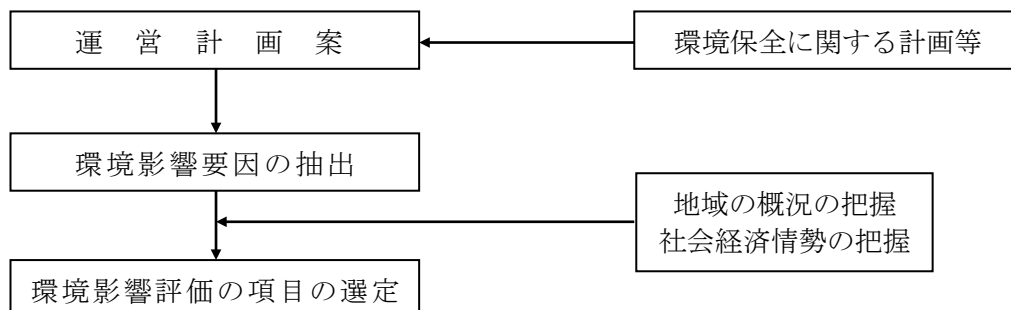 運営計画案
環境保全に関する計画等
環境影響要因の抽出
地域の概況の把握
社会経済情勢の把握
環境影響評価の項目の選定